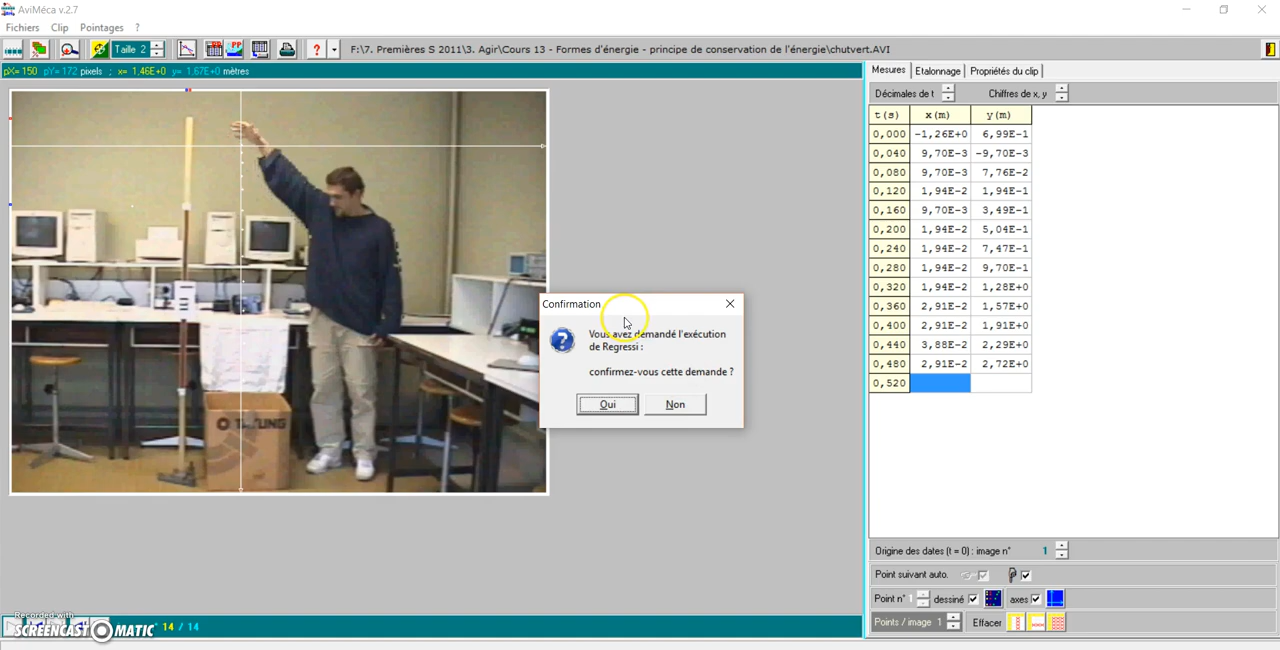 AviMéca v.2.7
Fichiers Clip Pointages ?
Taille 2 ? F:\7. Premières S 2011\3. Agir\Cours 13 - Formes d'énergie - principe de conservation de l'énergie\chutvert.AVI
pX= 150 pY= 172 pixels ; x= 1.46E+0 y= 1.67E+0 mètres
Mesures Etalonnage Propriétés du clip
Décimales de t Chiffres de x, y
t (s) x (m) y (m)
0,000 -1,26E+0 6,99E-1
0,040 9,70E-3 -9,70E-3
0,080 9,70E-3 7,76E-2
0,120 1,94E-2 1,94E-1
0,160 9,70E-3 3,49E-1
0,200 1,94E-2 5,04E-1
0,240 1,94E-2 7,47E-1
0,280 1,94E-2 9,70E-1
0,320 1,94E-2 1,28E+0
0,360 2,91E-2 1,57E+0
0,400 2,91E-2 1,91E+0
0,440 3,88E-2 2,29E+0
0,480 2,91E-2 2,72E+0
0,520
Confirmation
Vous avez demandé l'exécution
de Regressi :
confirmez-vous cette demande ?
Oui Non
Origine des dates (t = 0) : image n° 1
Point suivant auto.
Point n° 1 dessiné axes
Points / image 1 Effacer
Recorded with
SCREENCAST MATIC
14 / 14